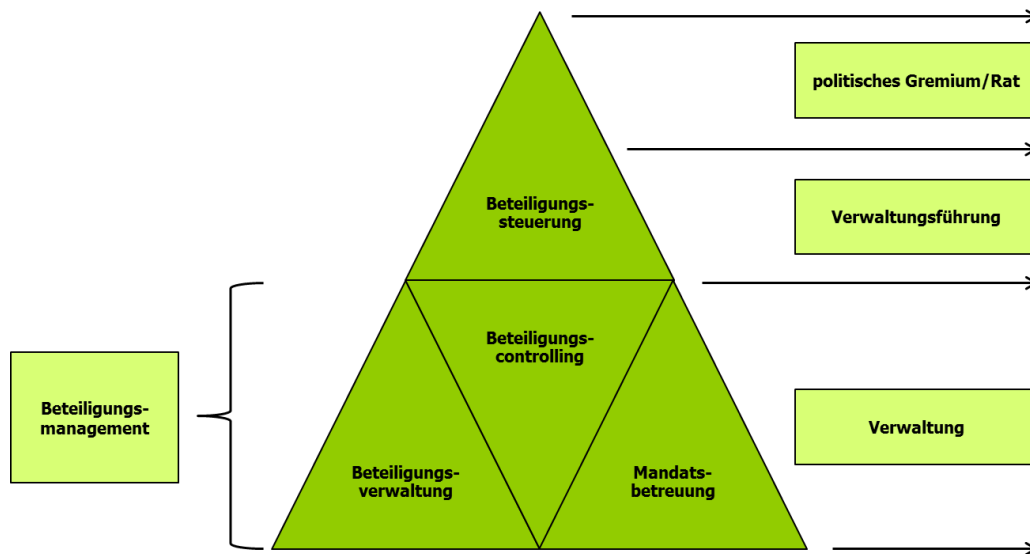 politisches Gremium/Rat
Beteiligungs-
steuerung
Verwaltungsführung
Beteiligungs-
controlling
Beteiligungs-
management
Verwaltung
Beteiligungs-
verwaltung
Mandats-
betreuung